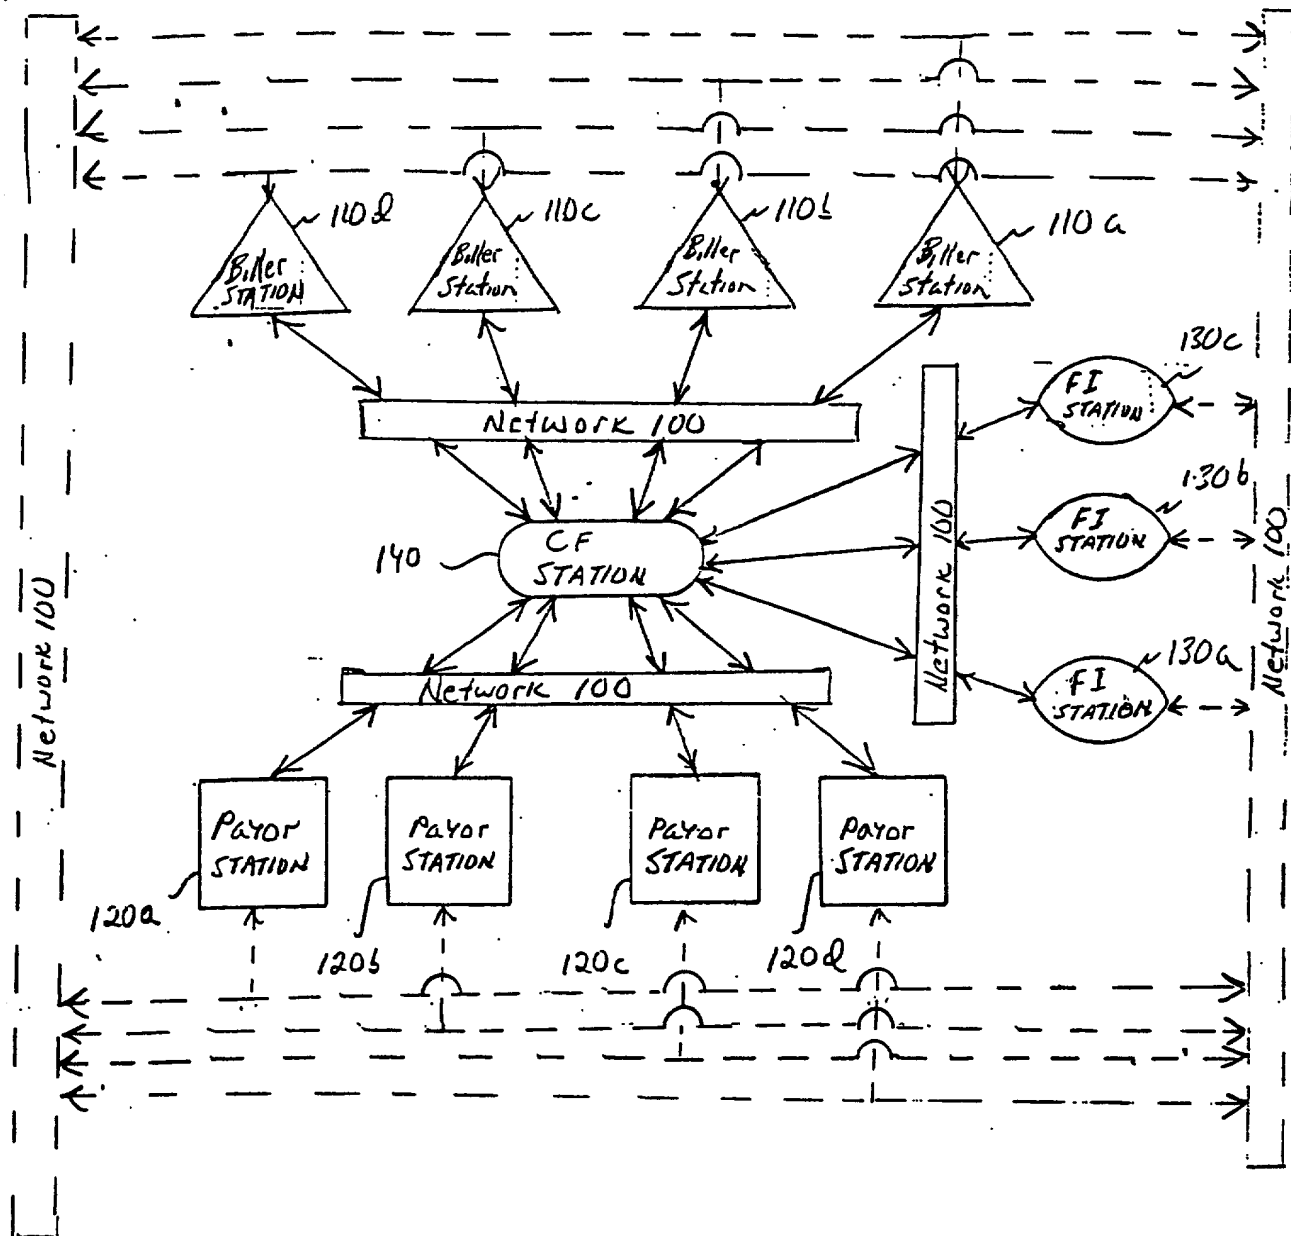 110d
110c
110b
110a
Biller
STATION
Biller
Station
Biller
Station
Biller
Station
130c
FI
STATION
Network 100
130b
FI
STATION
140
CF
STATION
Network 100
Network 100
Network 100
Network 100
130a
FI
STATION
Payor
STATION
Payor
STATION
Payor
STATION
Payor
STATION
120a
120b
120c
120d